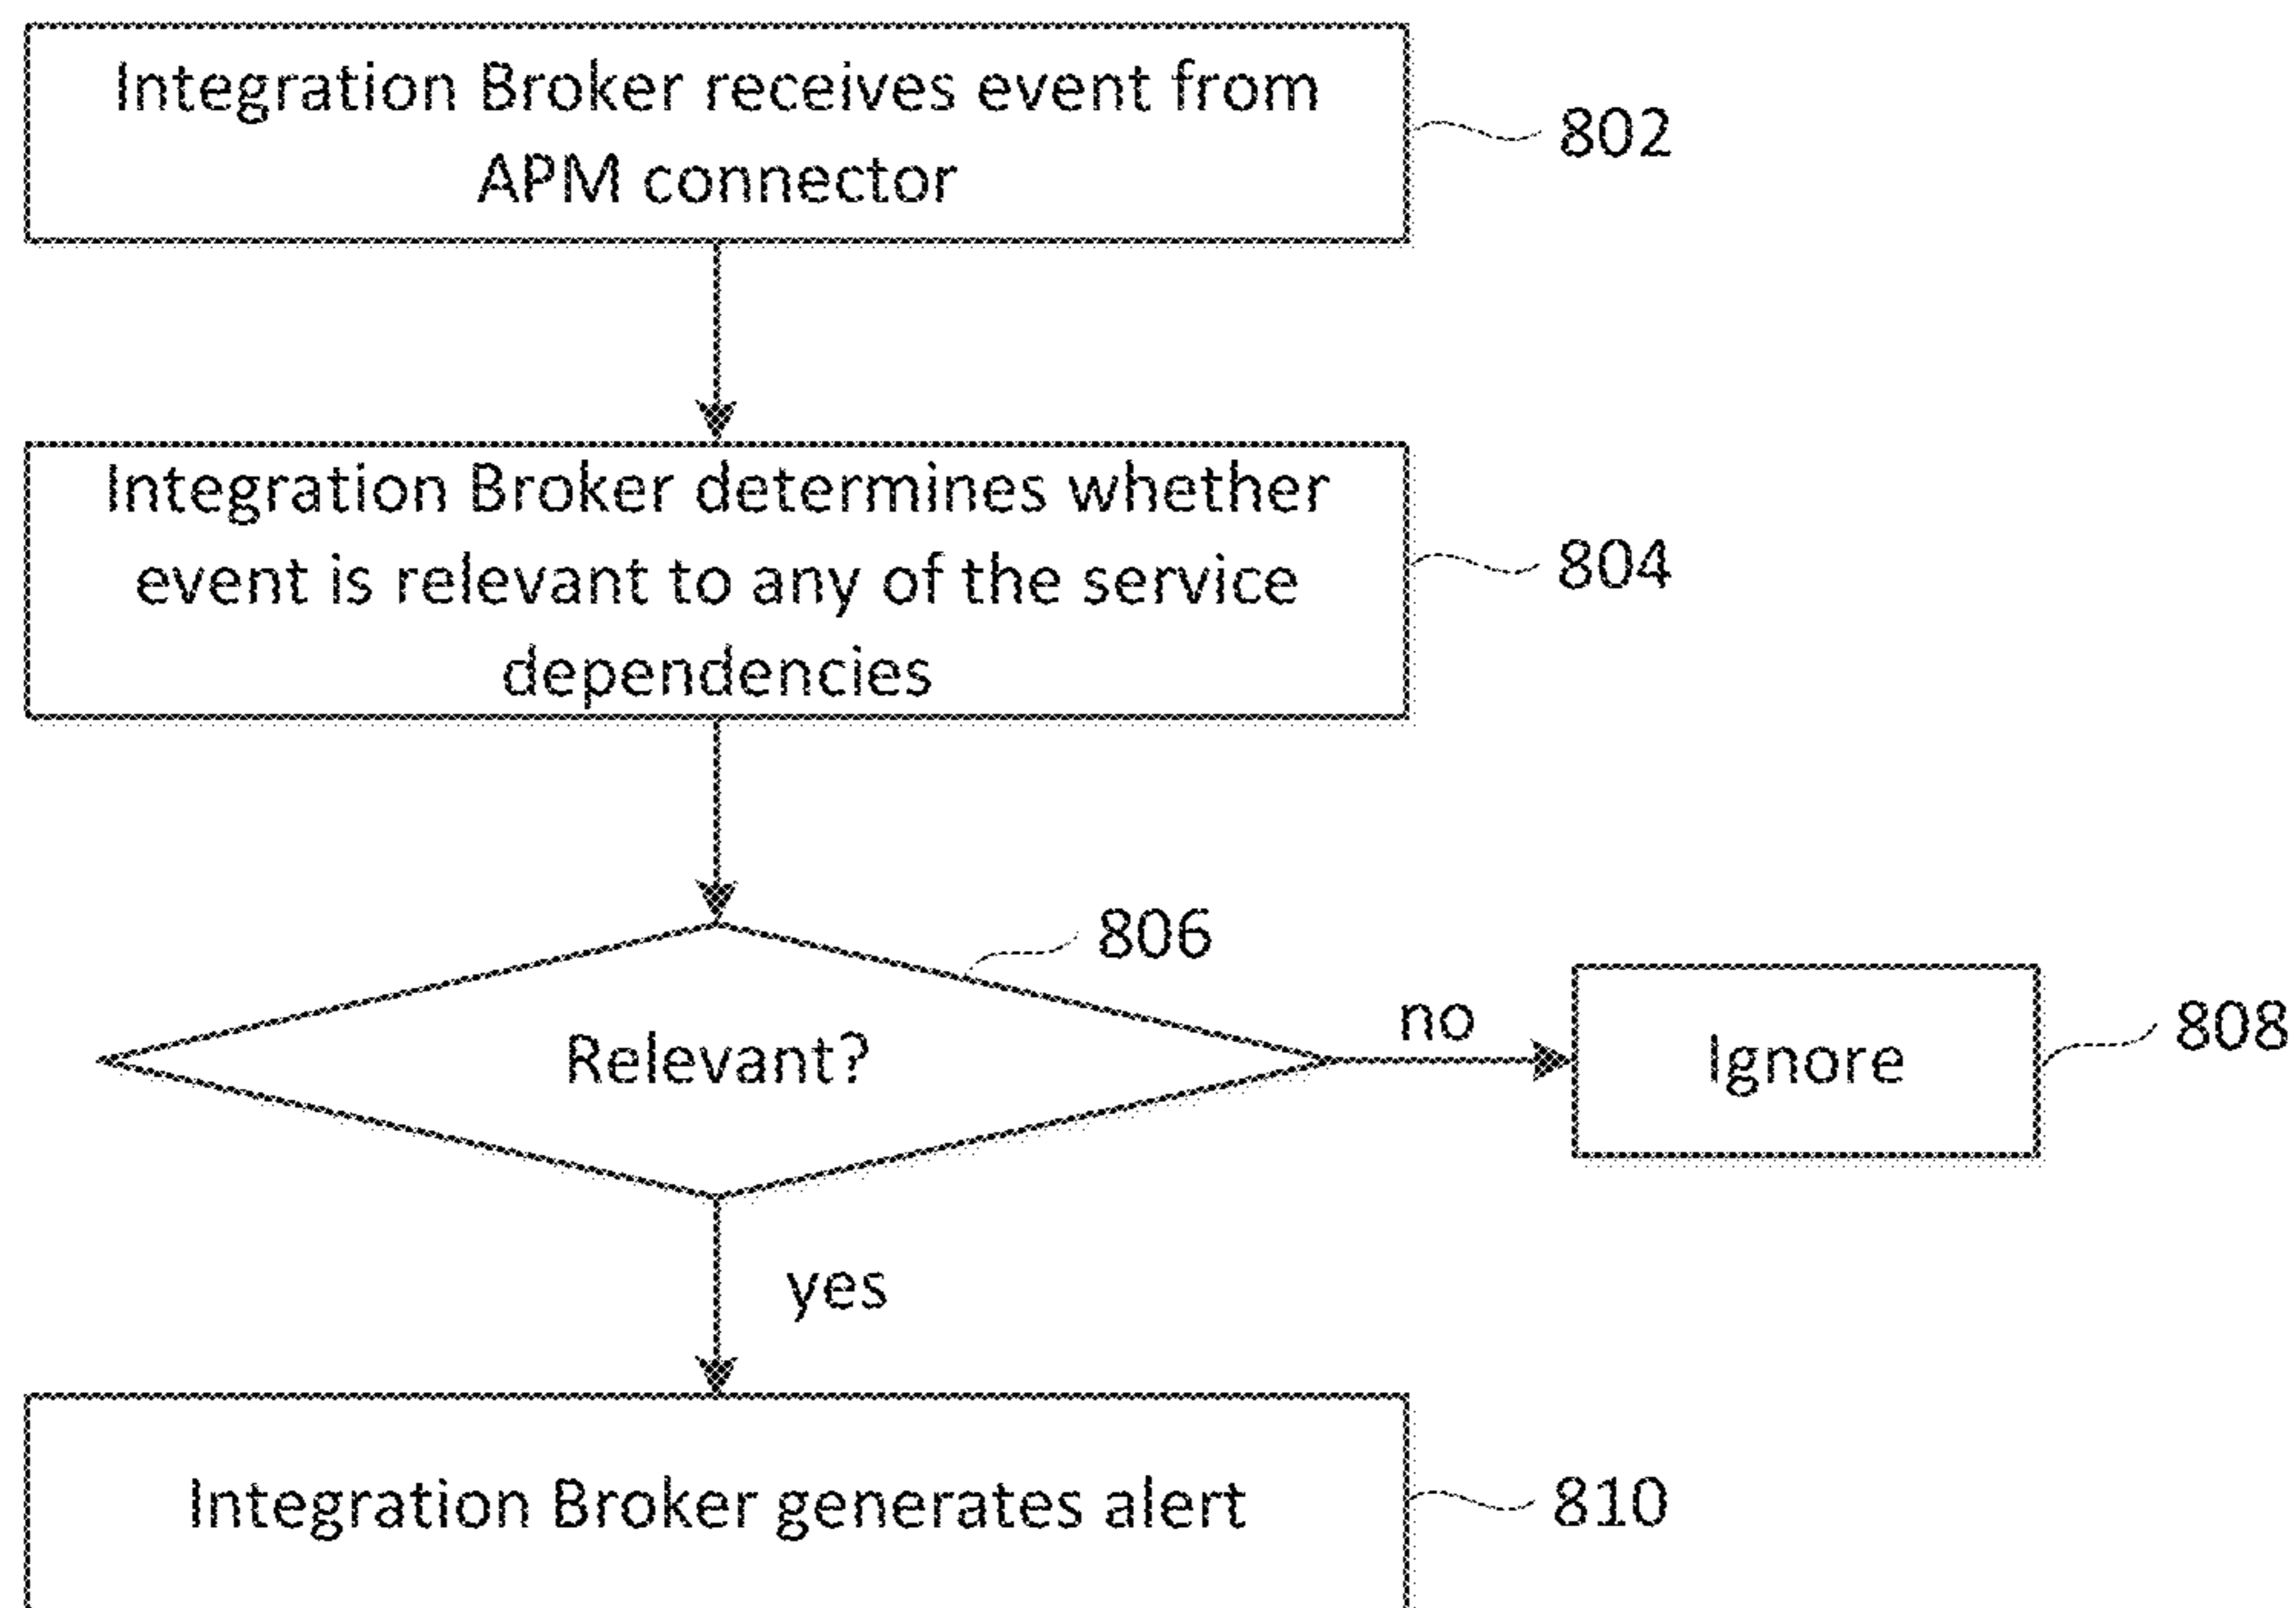 Integration Broker receives event from
APM connector
802
Integration Broker determines whether
event is relevant to any of the service
dependencies
804
806
Relevant?
no
Ignore
808
yes
Integration Broker generates alert
810